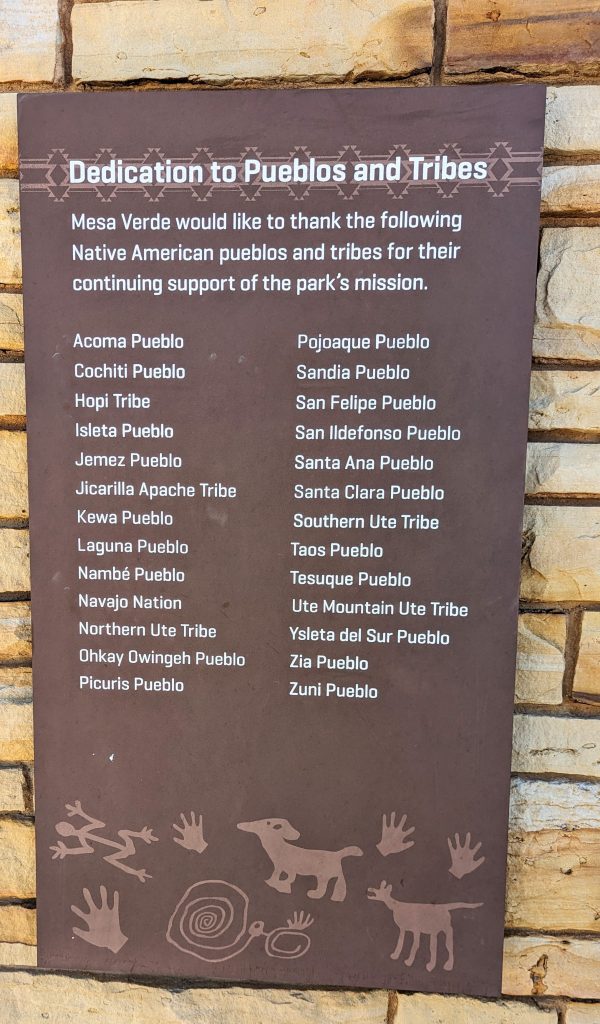 Dedication to Pueblos and Tribes
Mesa Verde would like to thank the following
Native American pueblos and tribes for their
continuing support of the park's mission.
Acoma Pueblo
Cochiti Pueblo
Hopi Tribe
Isleta Pueblo
Jemez Pueblo
Jicarilla Apache Tribe
Kewa Pueblo
Laguna Pueblo
Nambé Pueblo
Navajo Nation
Northern Ute Tribe
Ohkay Owingeh Pueblo
Picuris Pueblo
Pojoaque Pueblo
Sandia Pueblo
San Felipe Pueblo
San Ildefonso Pueblo
Santa Ana Pueblo
Santa Clara Pueblo
Southern Ute Tribe
Taos Pueblo
Tesuque Pueblo
Ute Mountain Ute Tribe
Ysleta del Sur Pueblo
Zia Pueblo
Zuni Pueblo